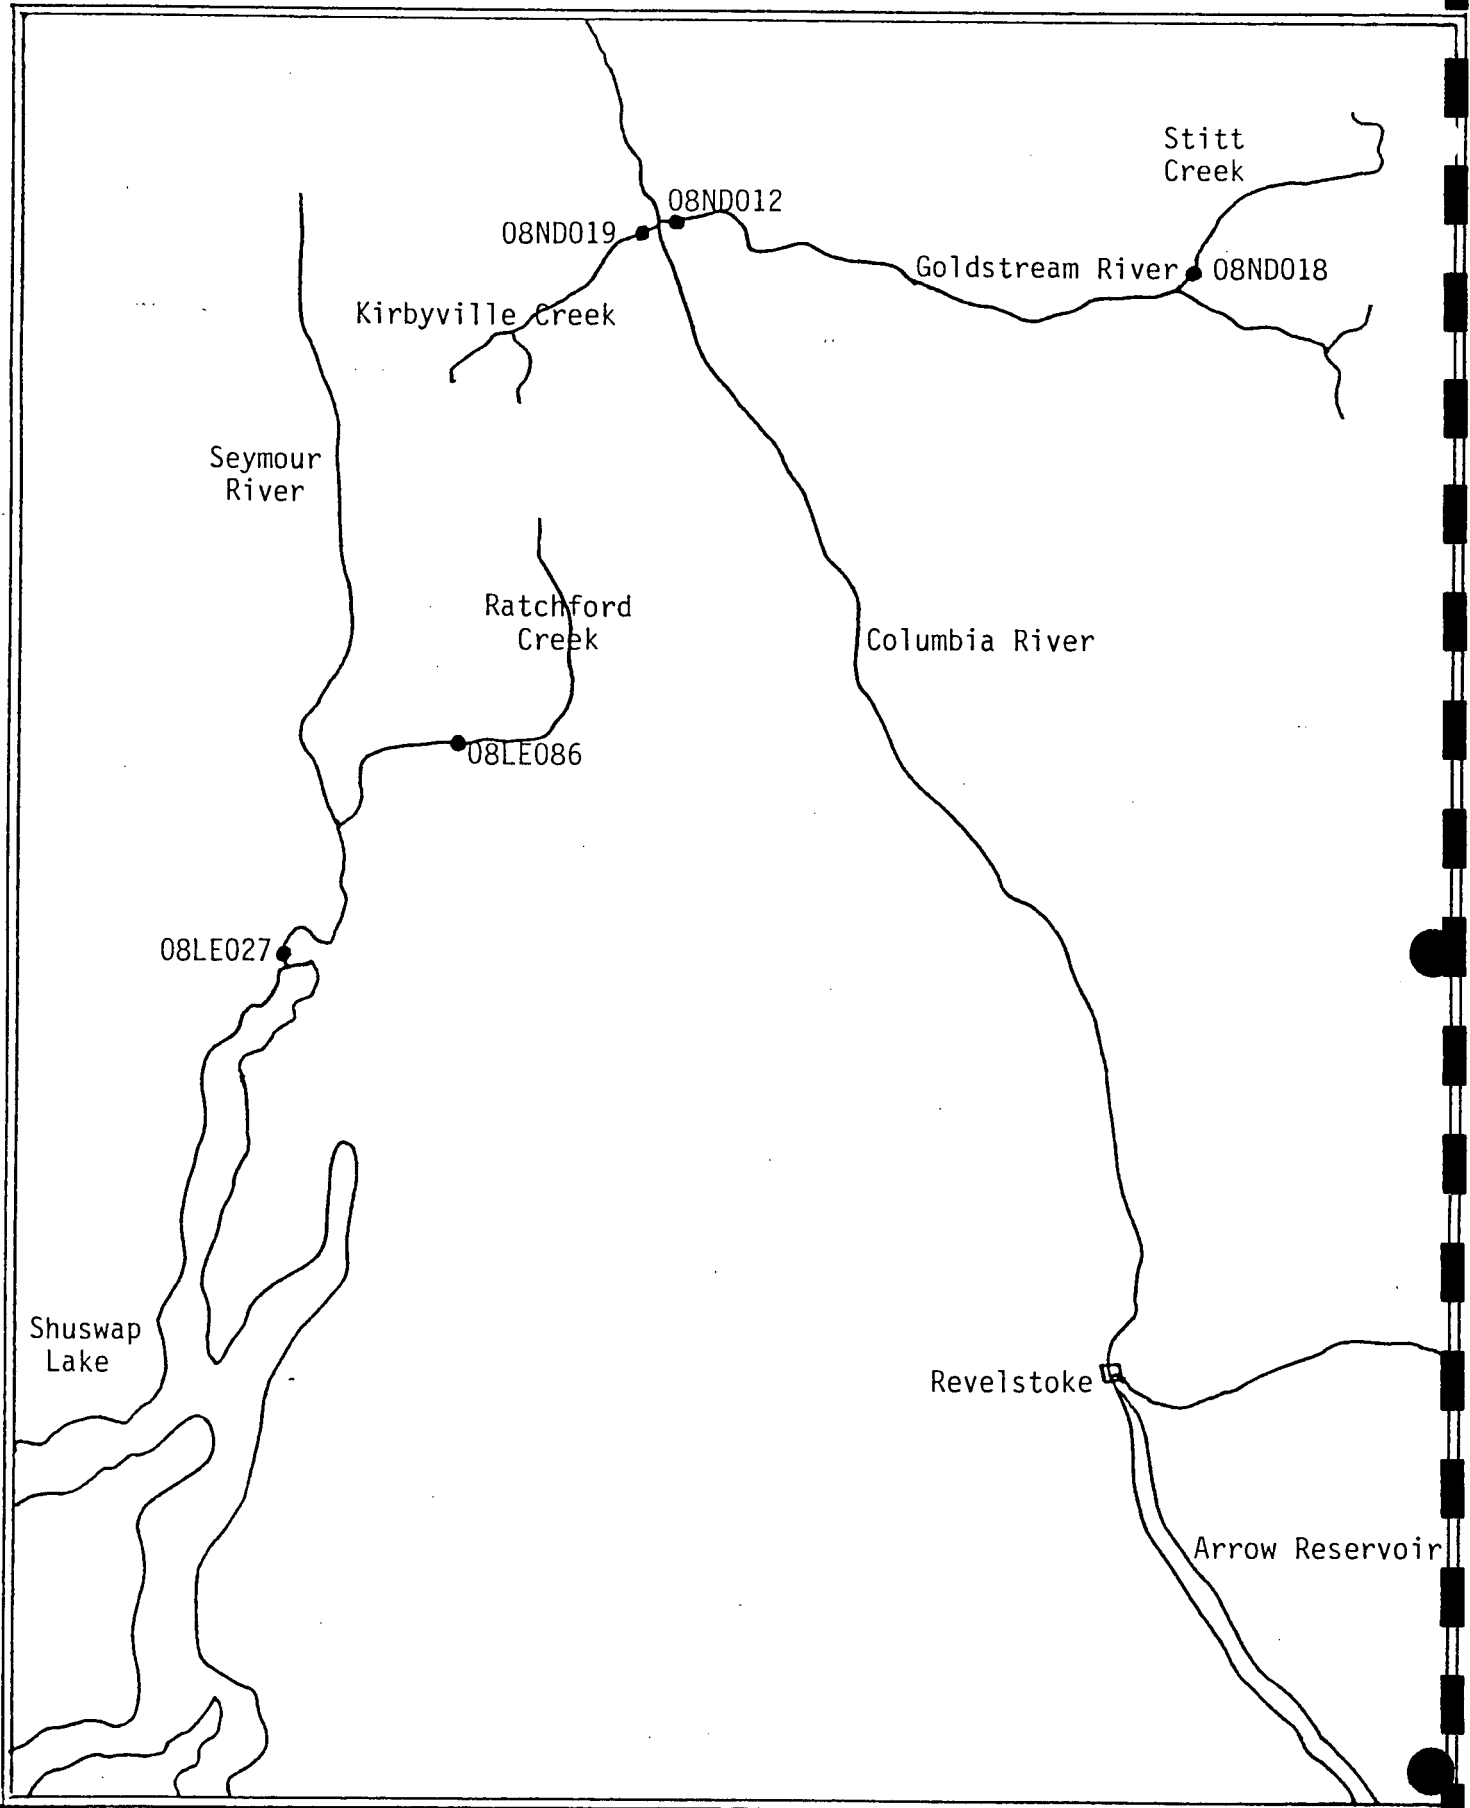 Stitt
Creek
08ND012
08ND019
Goldstream River
08ND018
Kirbyville Creek
Seymour
River
Ratchford
Creek
Columbia River
08LE086
08LE027
Shuswap
Lake
Revelstoke
Arrow Reservoir